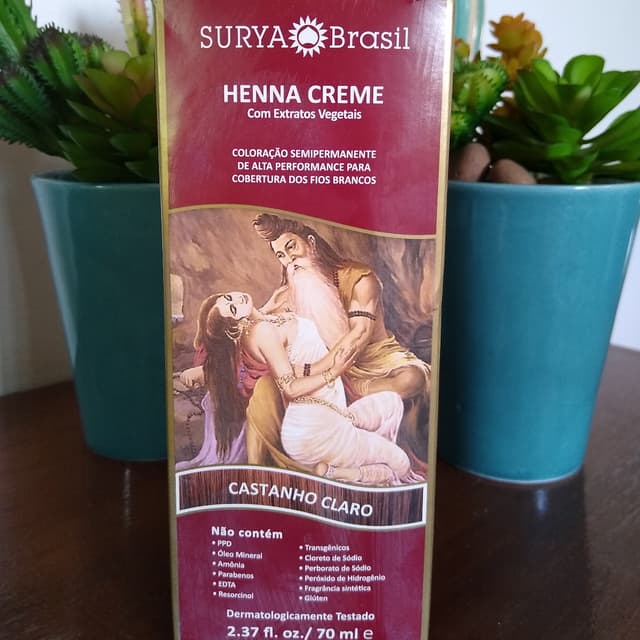 SURYA Brasil
HENNA CREME
Com Extratos Vegetais
COLORAÇÃO SEMIPERMANENTE
DE ALTA PERFORMANCE PARA
COBERTURA DOS FIOS BRANCOS
CASTANHO CLARO
Não contém
• PPD
• Óleo Mineral
• Amônia
• Parabenos
• EDTA
• Resorcinol
• Transgênicos
• Cloreto de Sódio
• Perborato de Sódio
• Peróxido de Hidrogênio
• Fragrância sintética
• Glúten
Dermatologicamente Testado
2.37 fl. oz./ 70 ml e